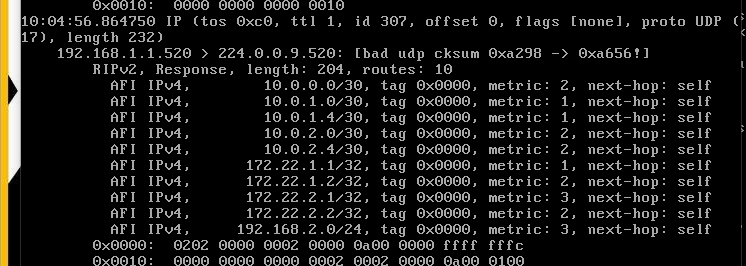 0x0010:  0000 0000 0000 0010
10:04:56.864750 IP (tos 0xc0, ttl 1, id 307, offset 0, flags [none], proto UDP (
17), length 232)
192.168.1.1.520 > 224.0.0.9.520: [bad udp cksum 0xa298 -> 0xa656!]
RIPv2, Response, length: 204, routes: 10
AFI IPv4,        10.0.0.0/30, tag 0x0000, metric: 2, next-hop: self
AFI IPv4,        10.0.1.0/30, tag 0x0000, metric: 1, next-hop: self
AFI IPv4,        10.0.1.4/30, tag 0x0000, metric: 1, next-hop: self
AFI IPv4,        10.0.2.0/30, tag 0x0000, metric: 2, next-hop: self
AFI IPv4,        10.0.2.4/30, tag 0x0000, metric: 2, next-hop: self
AFI IPv4,      172.22.1.1/32, tag 0x0000, metric: 1, next-hop: self
AFI IPv4,      172.22.1.2/32, tag 0x0000, metric: 2, next-hop: self
AFI IPv4,      172.22.2.1/32, tag 0x0000, metric: 3, next-hop: self
AFI IPv4,      172.22.2.2/32, tag 0x0000, metric: 2, next-hop: self
AFI IPv4,     192.168.2.0/24, tag 0x0000, metric: 3, next-hop: self
0x0000:  0202 0000 0002 0000 0a00 0000 ffff fffc
0x0010:  0000 0000 0000 0002 0002 0000 0a00 0100